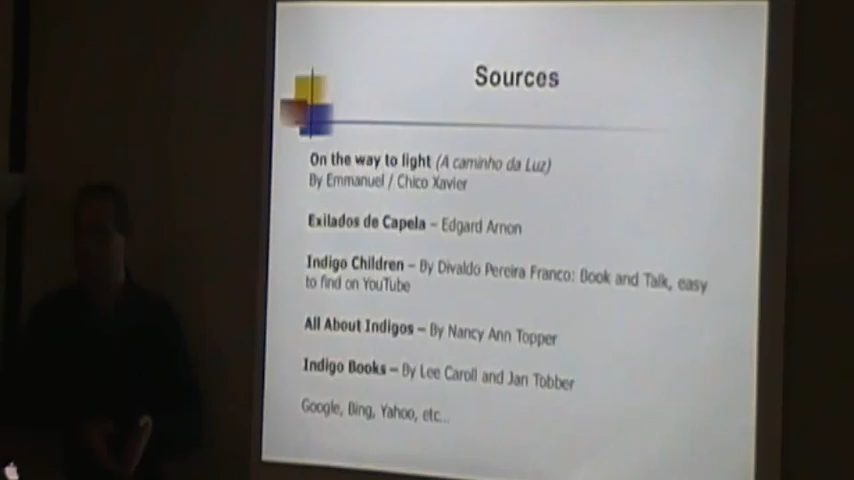 Sources
On the way to light (A caminho da Luz)
By Emmanuel / Chico Xavier
Exilados de Capela – Edgard Amon
Indigo Children – By Divaldo Pereira Franco: Book and Talk, easy
to find on YouTube
All About Indigos – By Nancy Ann Topper
Indigo Books – By Lee Caroll and Jan Tobber
Google, Bing, Yahoo, etc...